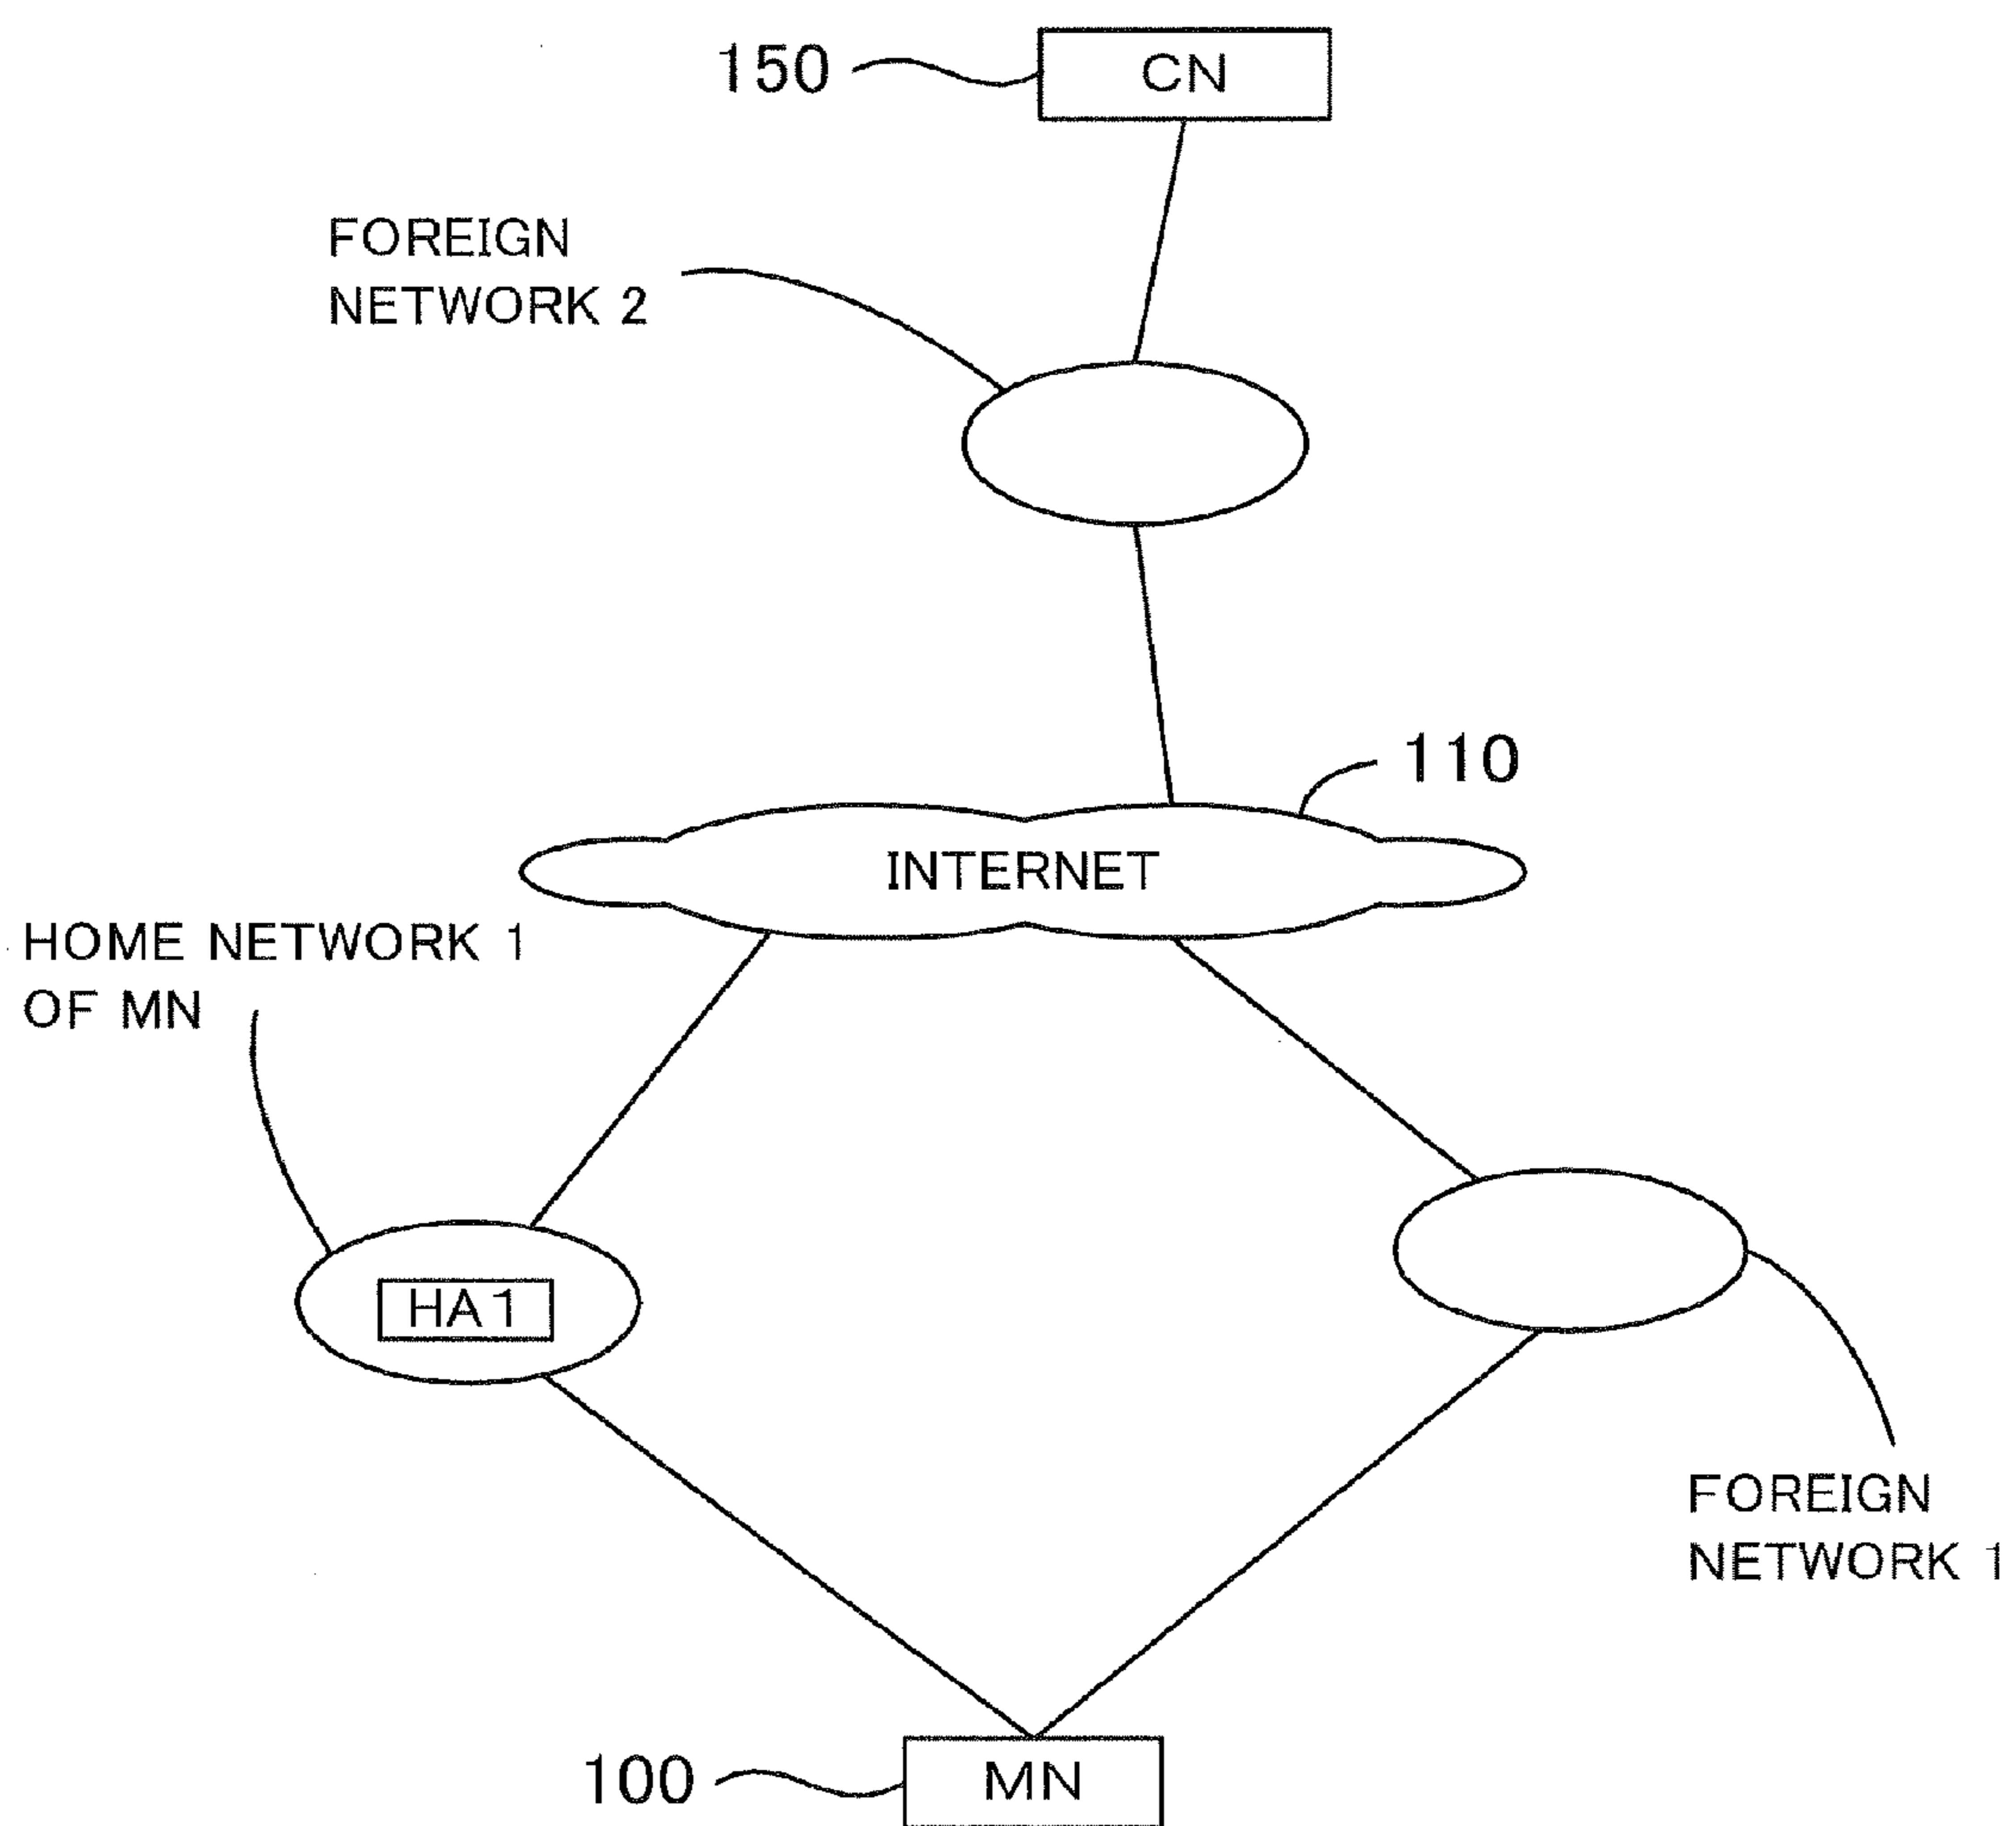 150
CN
FOREIGN
NETWORK 2
110
INTERNET
HOME NETWORK 1
OF MN
HA1
FOREIGN
NETWORK 1
100
MN